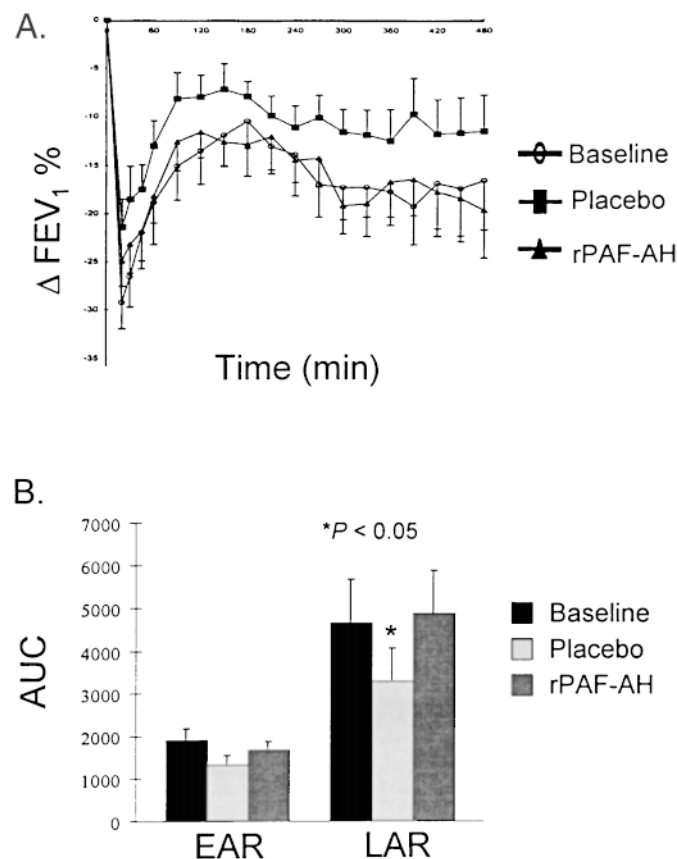 A.
0
0 60 120 180 240 300 360 420 480
-5
-10
-15
-20
-25
-30
-35
Δ FEV1 %
Time (min)
Baseline
Placebo
rPAF-AH
B.
7000
6000
5000
4000
3000
2000
1000
0
AUC
*P < 0.05
*
EAR LAR
Baseline
Placebo
rPAF-AH